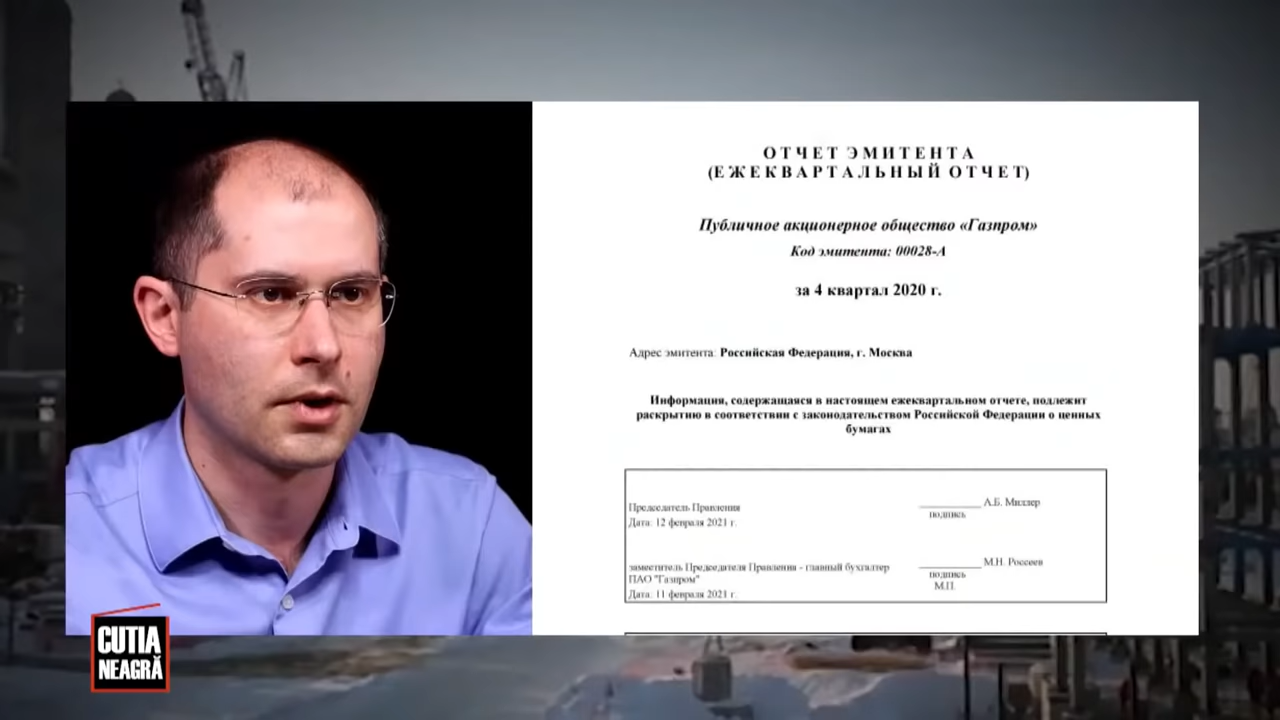 ОТЧЕТ ЭМИТЕНТА
(ЕЖЕКВАРТАЛЬНЫЙ ОТЧЕТ)
Публичное акционерное общество «Газпром»
Код эмитента: 00028-А
за 4 квартал 2020 г.
Адрес эмитента: Российская Федерация, г. Москва
Информация, содержащаяся в настоящем ежеквартальном отчете, подлежит
раскрытию в соответствии с законодательством Российской Федерации о ценных
бумагах
Председатель Правления
____________ А.Б. Миллер
подпись
Дата: 12 февраля 2021 г.
заместитель Председателя Правления - главный бухгалтер
ПАО "Газпром"
____________ М.Н. Россеев
подпись
М.П.
Дата: 11 февраля 2021 г.
CUTIA
NEAGRĂ